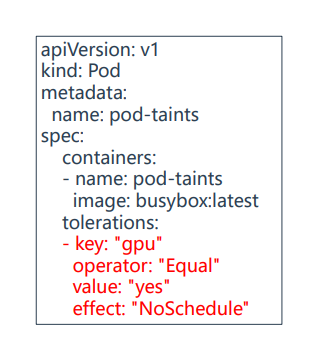 apiVersion: v1
kind: Pod
metadata:
  name: pod-taints
spec:
    containers:
    - name: pod-taints
      image: busybox:latest
    tolerations:
    - key: "gpu"
      operator: "Equal"
      value: "yes"
      effect: "NoSchedule"